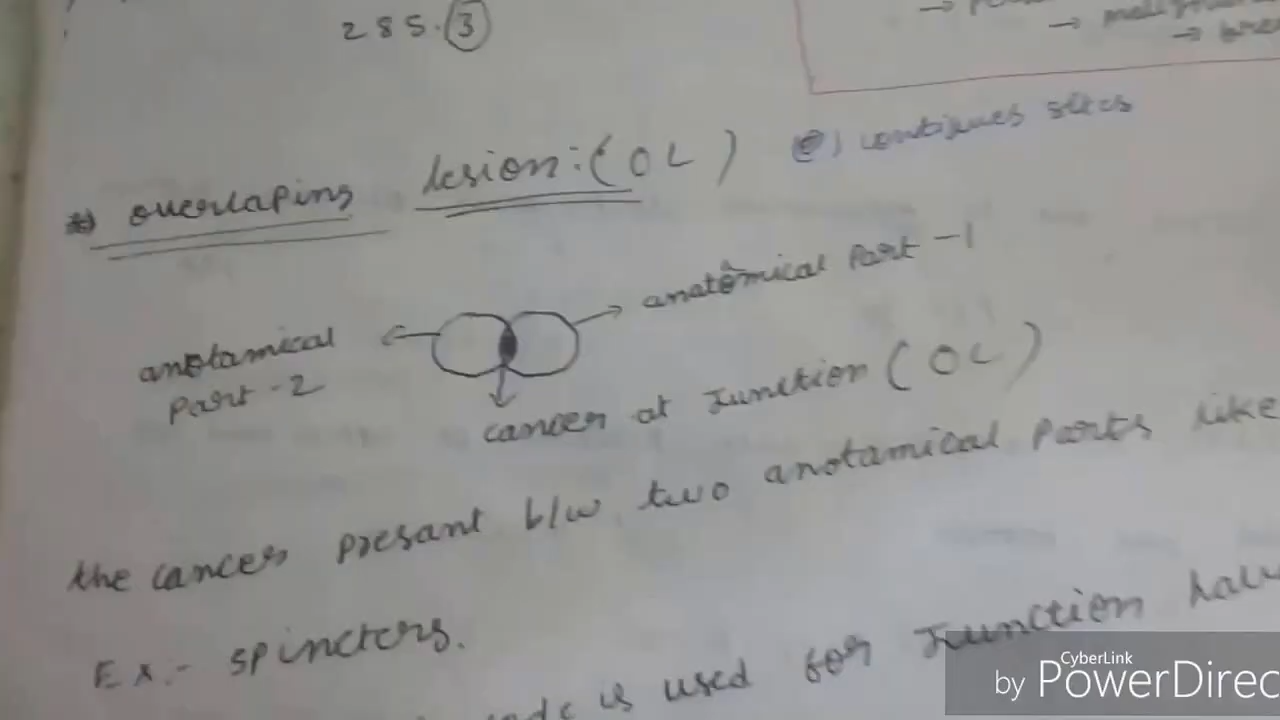 285.3
→
→
→
*) overlaping lesion:(OL)
anatomical part -1
anotamical
part -2
cancer at Junction (OL)
the cancer present b/w two anotamical parts like
Ex:- spincters.
is used for Junction
CyberLink
by PowerDirec